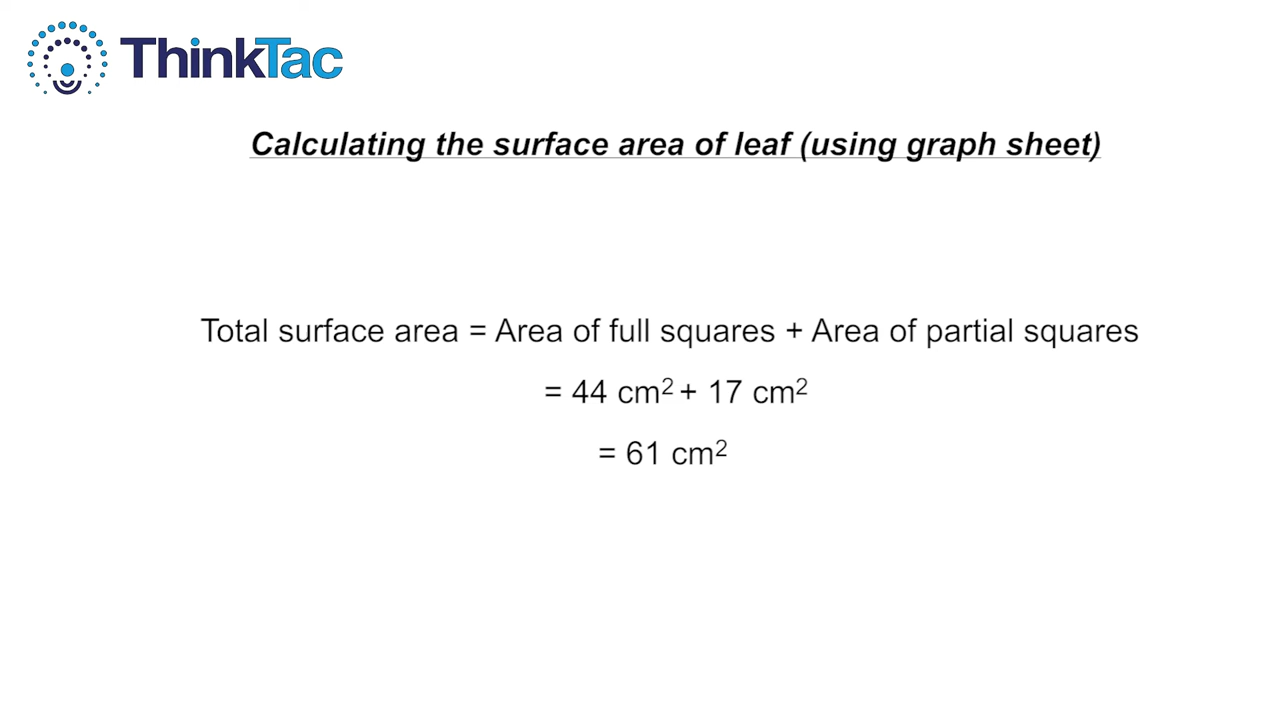 ThinkTac
Calculating the surface area of leaf (using graph sheet)
Total surface area = Area of full squares + Area of partial squares
= 44 cm² + 17 cm²
= 61 cm²